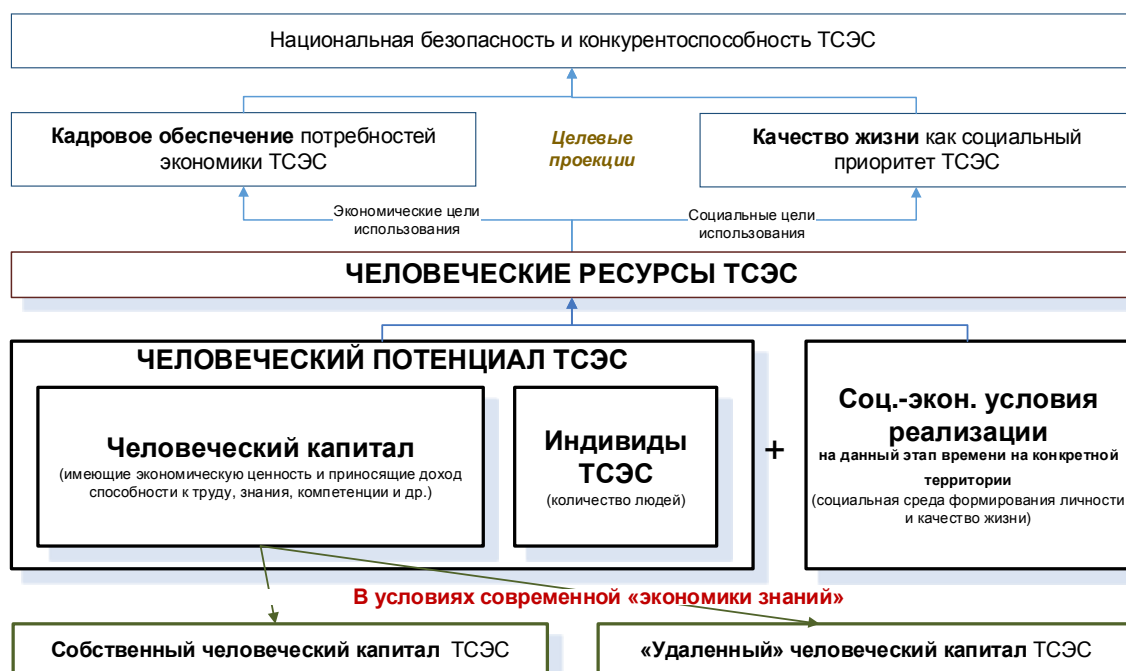 Национальная безопасность и конкурентоспособность ТСЭС
Кадровое обеспечение потребностей
экономики ТСЭС
Целевые
проекции
Качество жизни как социальный
приоритет ТСЭС
Экономические цели
использования
Социальные цели
использования
ЧЕЛОВЕЧЕСКИЕ РЕСУРСЫ ТСЭС
ЧЕЛОВЕЧЕСКИЙ ПОТЕНЦИАЛ ТСЭС
Человеческий капитал
(имеющие экономическую ценность и приносящие доход
способности к труду, знания, компетенции и др.)
Индивиды
ТСЭС
(количество людей)
+
Соц.-экон. условия
реализации
на данный этап времени на конкретной
территории
(социальная среда формирования личности
и качество жизни)
В условиях современной «экономики знаний»
Собственный человеческий капитал ТСЭС
«Удаленный» человеческий капитал ТСЭС